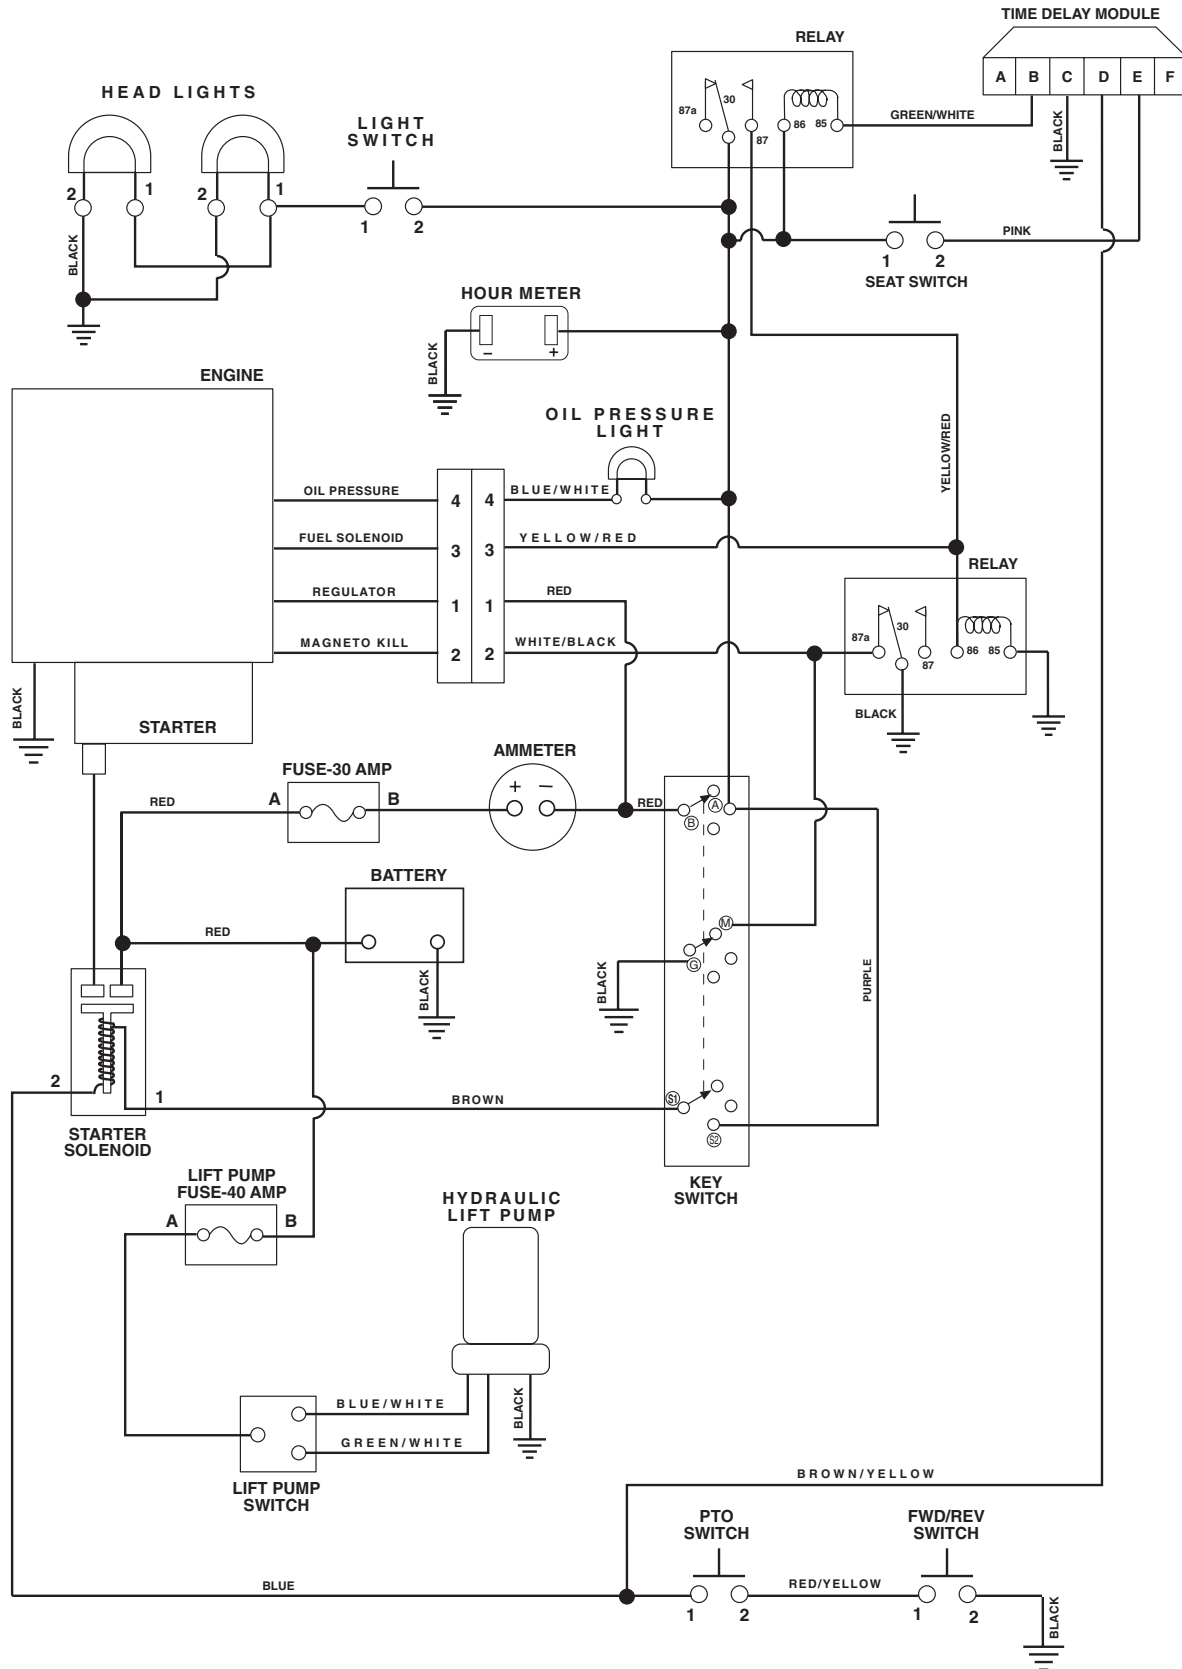 TIME DELAY MODULE
A B C D E F
RELAY
87a
30
87
86
85
GREEN/WHITE
BLACK
HEAD LIGHTS
2
1
2
1
BLACK
LIGHT
SWITCH
1
2
PINK
1
2
SEAT SWITCH
HOUR METER
–
+
BLACK
ENGINE
OIL PRESSURE
LIGHT
YELLOW/RED
OIL PRESSURE
4
4
BLUE/WHITE
FUEL SOLENOID
3
3
YELLOW/RED
REGULATOR
1
1
RED
MAGNETO KILL
2
2
WHITE/BLACK
RELAY
87a
30
87
86
85
BLACK
BLACK
STARTER
FUSE-30 AMP
A
B
RED
AMMETER
+
–
RED
B
A
M
G
S1
S2
BLACK
PURPLE
KEY
SWITCH
BATTERY
RED
BLACK
2
1
BROWN
STARTER
SOLENOID
LIFT PUMP
FUSE-40 AMP
A
B
HYDRAULIC
LIFT PUMP
BLUE/WHITE
GREEN/WHITE
BLACK
LIFT PUMP
SWITCH
BROWN/YELLOW
PTO
SWITCH
FWD/REV
SWITCH
BLUE
1
2
RED/YELLOW
1
2
BLACK